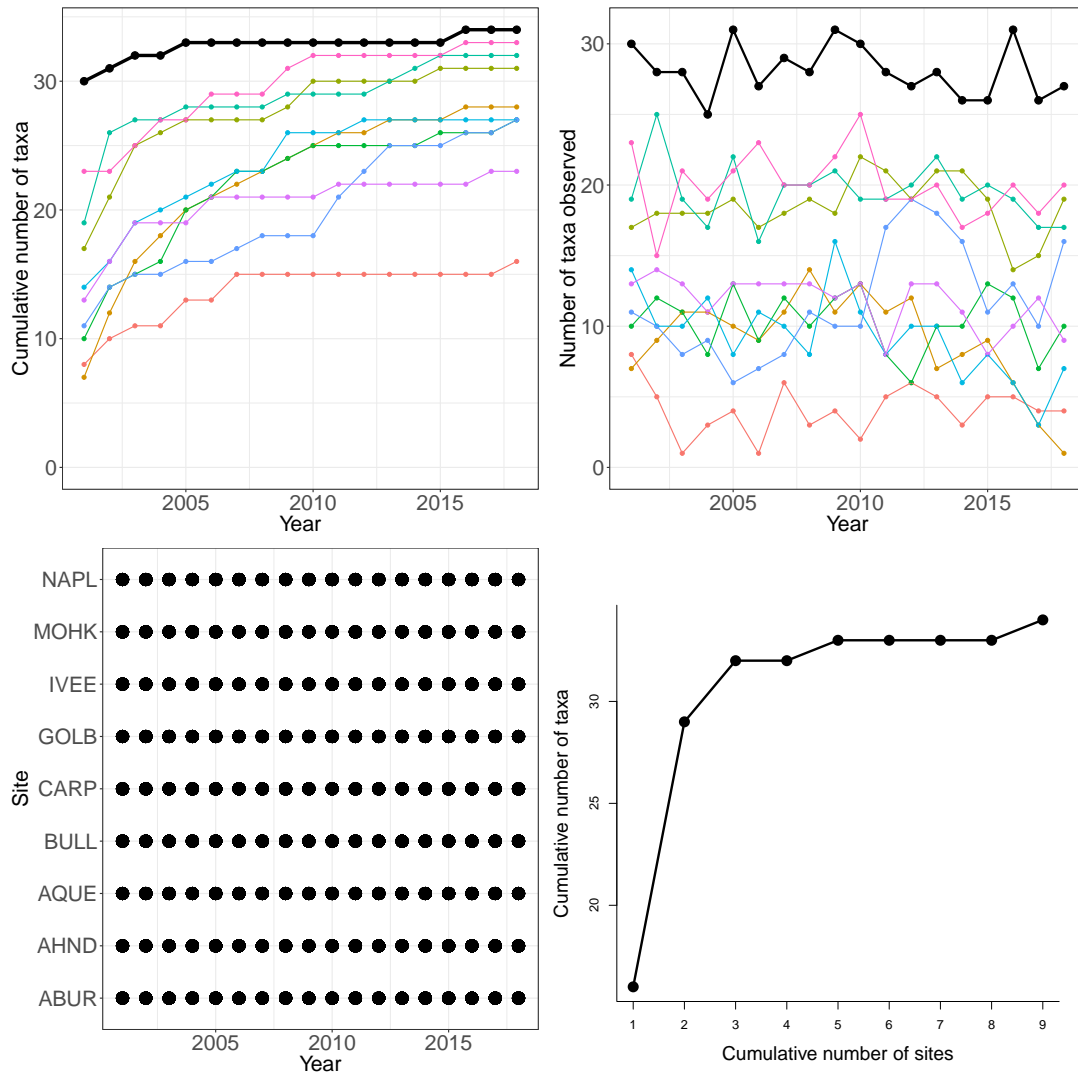 Cumulative number of taxa
30
20
10
0
2005 2010 2015
Year
Number of taxa observed
30
20
10
0
2005 2010 2015
Year
Site
NAPL
MOHK
IVEE
GOLB
CARP
BULL
AQUE
AHND
ABUR
2005 2010 2015
Year
Cumulative number of taxa
30
25
20
1 2 3 4 5 6 7 8 9
Cumulative number of sites